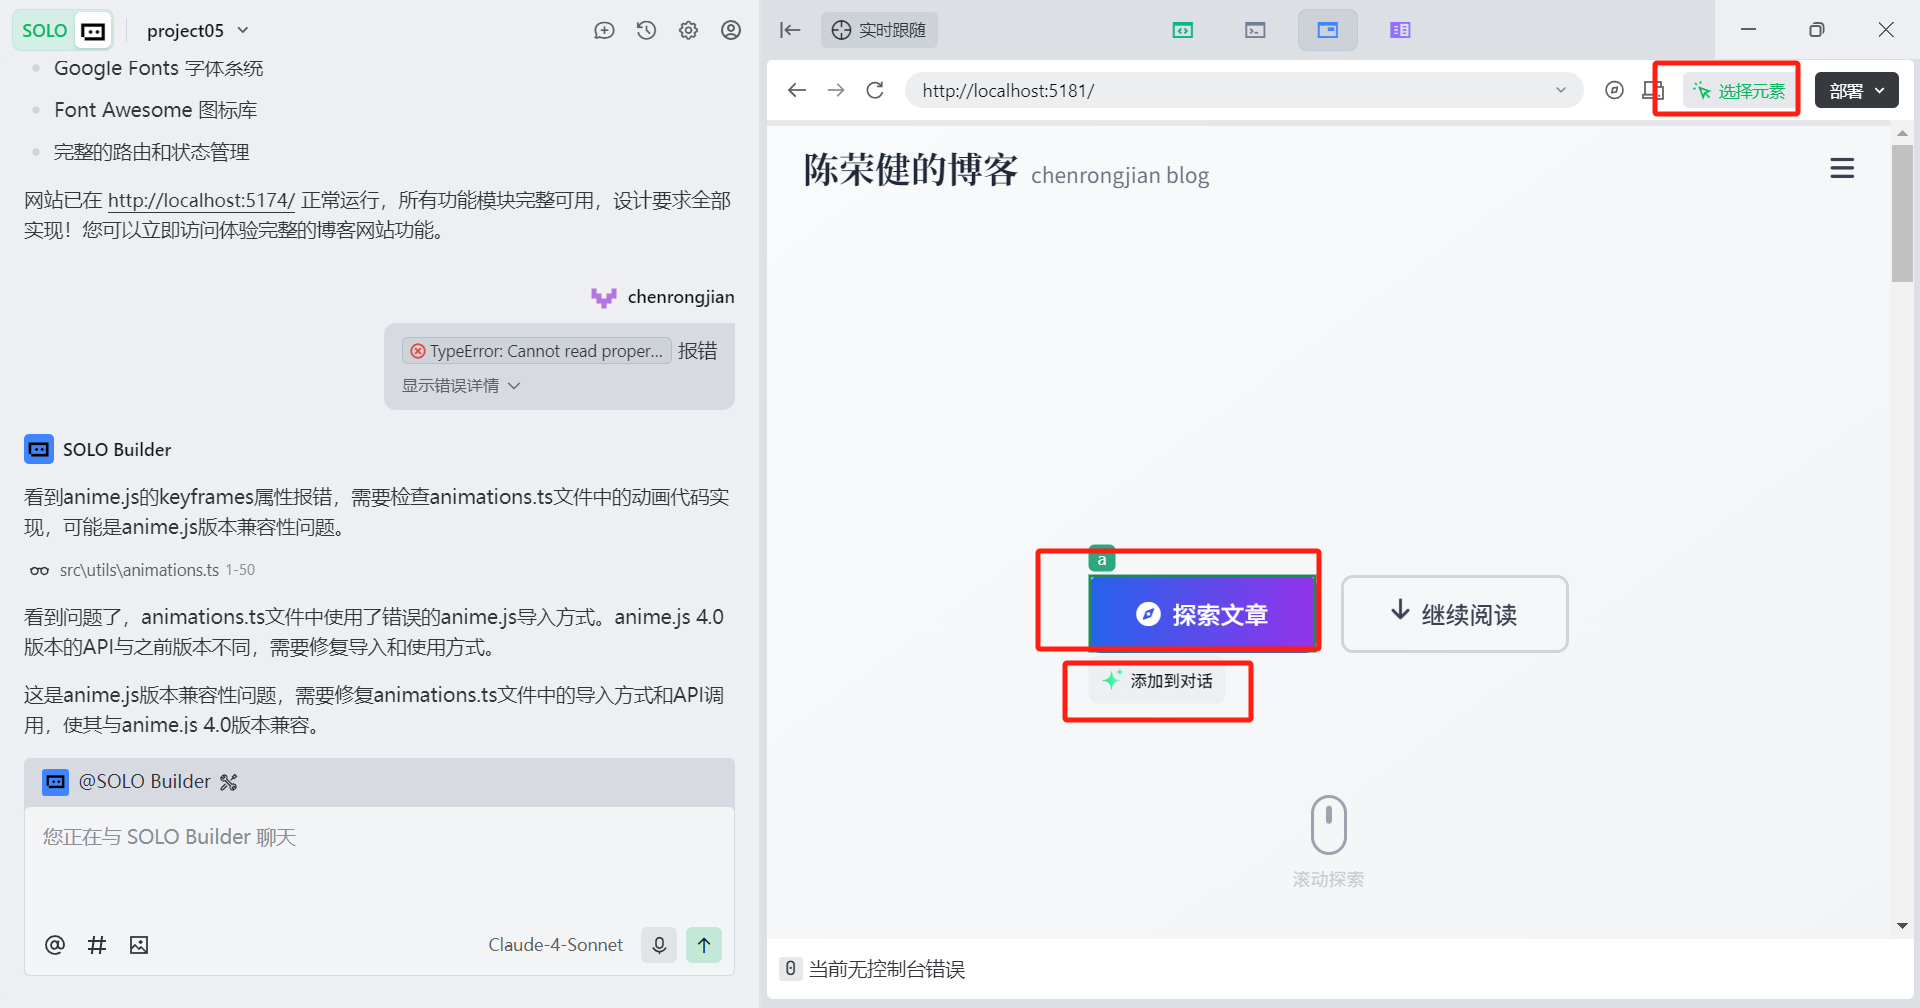 SOLO
project05
Google Fonts 字体系统
Font Awesome 图标库
完整的路由和状态管理
网站已在 http://localhost:5174/ 正常运行，所有功能模块完整可用，设计要求全部
实现！您可以立即访问体验完整的博客网站功能。
chenrongjian
TypeError: Cannot read proper... 报错
显示错误详情
SOLO Builder
看到anime.js的keyframes属性报错，需要检查animations.ts文件中的动画代码实
现，可能是anime.js版本兼容性问题。
src\utils\animations.ts 1-50
看到问题了，animations.ts文件中使用了错误的anime.js导入方式。anime.js 4.0
版本的API与之前版本不同，需要修复导入和使用方式。
这是anime.js版本兼容性问题，需要修复animations.ts文件中的导入方式和API调
用，使其与anime.js 4.0版本兼容。
@SOLO Builder
您正在与 SOLO Builder 聊天
Claude-4-Sonnet
实时跟随
http://localhost:5181/
选择元素
部署
陈荣健的博客 chenrongjian blog
a
探索文章
继续阅读
添加到对话
滚动探索
0 当前无控制台错误